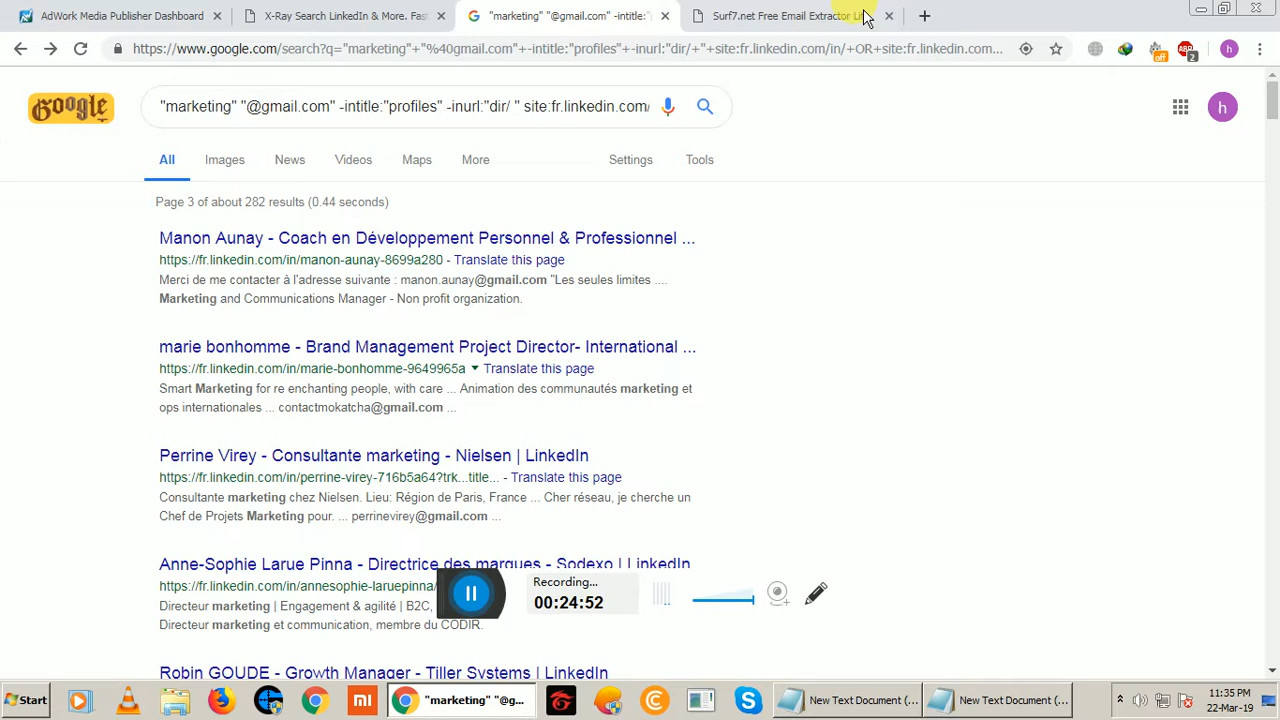 AdWork Media Publisher Dashboard
X-Ray Search LinkedIn & More. Fast
"marketing" "@gmail.com" -intitle:"
Surf7.net Free Email Extractor Li
https://www.google.com/search?q="marketing"+"%40gmail.com"+-intitle:"profiles"+-inurl:"dir/+"+site:fr.linkedin.com/in/+OR+site:fr.linkedin.com...
off
ABP
2
h
Google
"marketing" "@gmail.com" -intitle:"profiles" -inurl:"dir/ " site:fr.linkedin.com/
h
All
Images
News
Videos
Maps
More
Settings
Tools
Page 3 of about 282 results (0.44 seconds)
Manon Aunay - Coach en Développement Personnel & Professionnel ...
https://fr.linkedin.com/in/manon-aunay-8699a280 - Translate this page
Merci de me contacter à l'adresse suivante : manon.aunay@gmail.com "Les seules limites ....
Marketing and Communications Manager - Non profit organization.
marie bonhomme - Brand Management Project Director- International ...
https://fr.linkedin.com/in/marie-bonhomme-9649965a ▾ Translate this page
Smart Marketing for re enchanting people, with care ... Animation des communautés marketing et
ops internationales ... contactmokatcha@gmail.com ...
Perrine Virey - Consultante marketing - Nielsen | LinkedIn
https://fr.linkedin.com/in/perrine-virey-716b5a64?trk...title... - Translate this page
Consultante marketing chez Nielsen. Lieu: Région de Paris, France ... Cher réseau, je cherche un
Chef de Projets Marketing pour. ... perrinevirey@gmail.com ...
Anne-Sophie Larue Pinna - Directrice des marques - Sodexo | LinkedIn
https://fr.linkedin.com/in/annesophie-laruepinna/
Directeur marketing | Engagement & agilité | B2C,
Directeur marketing et communication, membre du CODIR.
Robin GOUDE - Growth Manager - Tiller Systems | LinkedIn
Recording...
00:24:52
Start
mi
"marketing" "@g...
New Text Document (...
New Text Document (...
11:35 PM
22-Mar-19